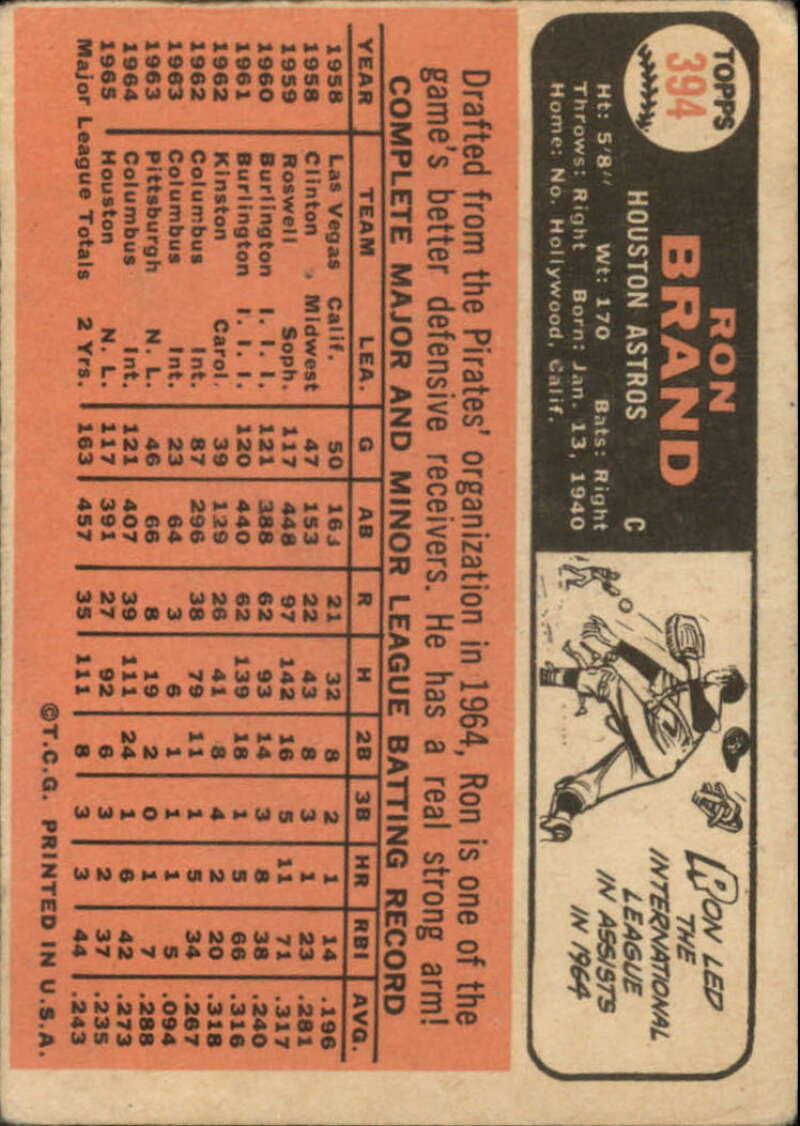 TOPPS
394
RON
BRAND
HOUSTON ASTROS C
Ht: 5'8" Wt: 170 Bats: Right
Throws: Right Born: Jan. 13, 1940
Home: No. Hollywood, Calif.
RON LED
THE
INTERNATIONAL
LEAGUE
IN ASSISTS
IN 1964
Drafted from the Pirates' organization in 1964, Ron is one of the
game's better defensive receivers. He has a real strong arm!
COMPLETE MAJOR AND MINOR LEAGUE BATTING RECORD
YEAR TEAM LEA. G AB R H 2B 3B HR RBI AVG.
1958 Las Vegas Calif. 50 163 21 32 8 2 1 14 .196
1958 Clinton Midwest 47 153 22 43 8 3 1 23 .281
1959 Roswell Soph. 117 448 97 142 16 5 11 71 .317
1960 Burlington I. I. I. 121 388 62 93 14 3 8 38 .240
1961 Burlington I. I. I. 120 440 62 139 18 1 5 66 .316
1962 Kinston Carol. 39 129 26 41 8 4 2 20 .318
1962 Columbus Int. 87 296 38 79 11 1 5 34 .267
1963 Columbus Int. 23 64 3 6 1 1 1 5 .094
1963 Pittsburgh N. L. 46 66 8 19 2 0 1 7 .288
1964 Columbus Int. 121 407 39 111 24 1 6 42 .273
1965 Houston N. L. 117 391 27 92 6 3 2 37 .235
Major League Totals 2 Yrs. 163 457 35 111 8 3 3 44 .243
©T.C.G. PRINTED IN U.S.A.